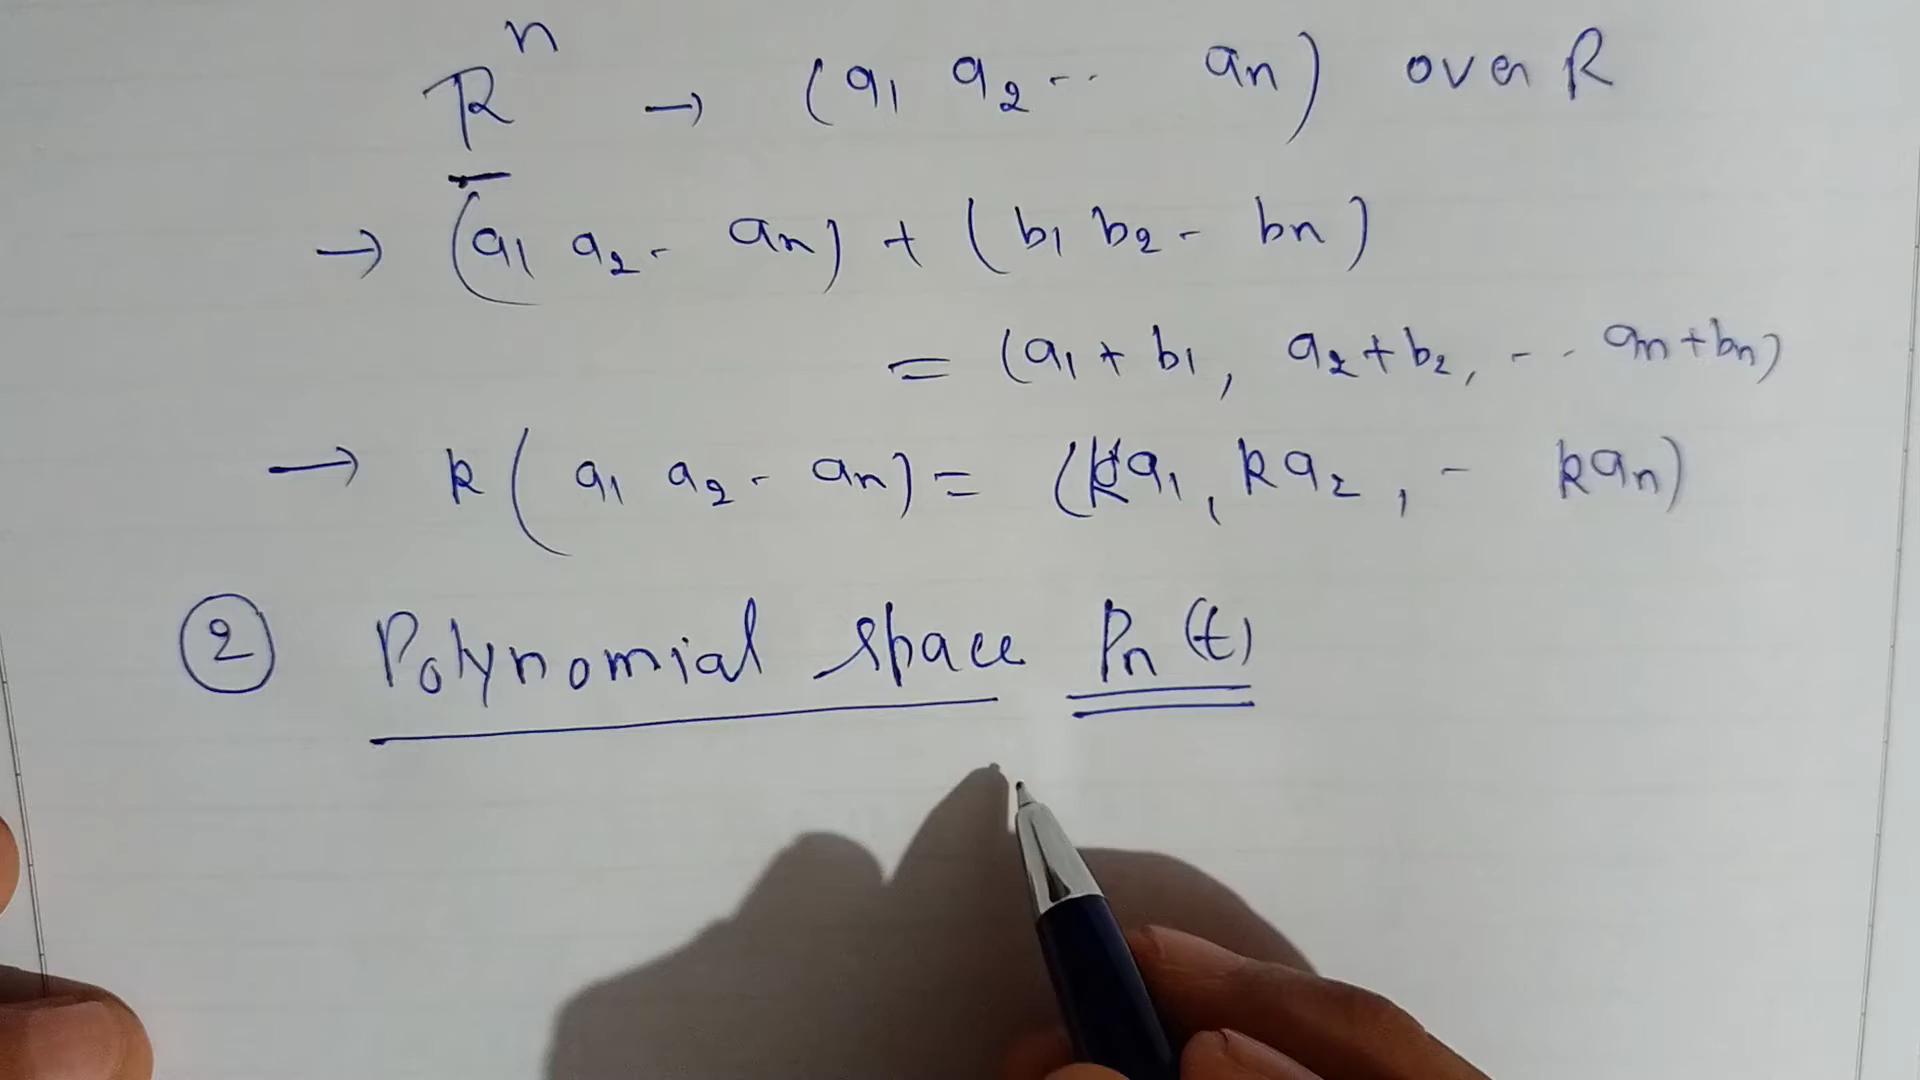 Rⁿ → (a₁ a₂ -- aₙ) over R
→ (a₁ a₂ - aₙ) + (b₁ b₂ - bₙ)
= (a₁ + b₁, a₂ + b₂, - - aₙ + bₙ)
→ k (a₁ a₂ - aₙ) = (ka₁, ka₂, - kaₙ)
② Polynomial space Pₙ(t)